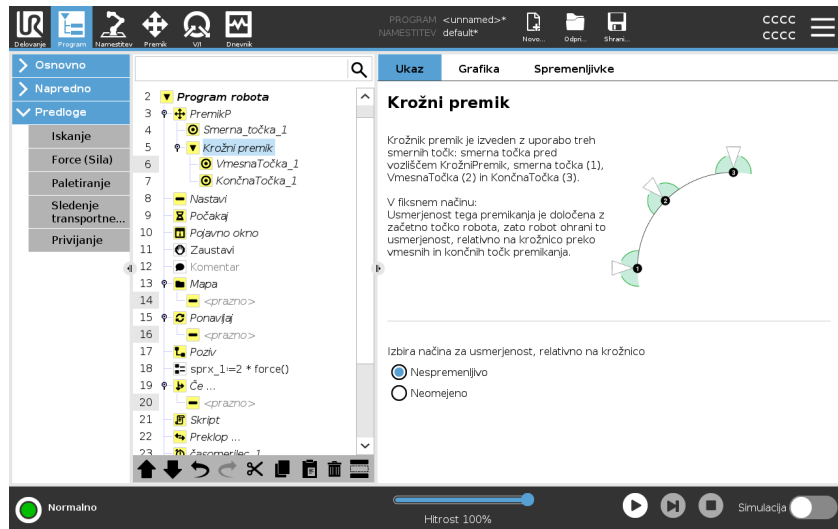 PROGRAM <unnamed>*
NAMESTITEV default*
Delovanje
Program
Namestitev
Premik
V/I
Dnevnik
Novo...
Odpri...
Shrani...
CCCC
CCCC
Osnovno
Napredno
Predloge
Iskanje
Force (Sila)
Paletiranje
Sledenje
transportne...
Privijanje
2 Program robota
3 PremikP
4 Smerna_točka_1
5 Krožni premik
6 VmesnaTočka_1
7 KončnaTočka_1
8 Nastavi
9 Počakaj
10 Pojavno okno
11 Zaustavi
12 Komentar
13 Mapa
14 <prazno>
15 Ponavljaj
16 <prazno>
17 Poziv
18 sprx_1≔2 * force()
19 Če ...
20 <prazno>
21 Skript
22 Preklop ...
23 časomerilec_1
Ukaz
Grafika
Spremenljivke
Krožni premik
Krožnik premik je izveden z uporabo treh
smernih točk: smerna točka pred
vozliščem KrožniPremik, smerna točka (1),
VmesnaTočka (2) in KončnaTočka (3).
V fiksnem načinu:
Usmerjenost tega premikanja je določena z
začetno točko robota, zato robot ohrani to
usmerjenost, relativno na krožnico preko
vmesnih in končnih točk premikanja.
1
2
3
Izbira načina za usmerjenost, relativno na krožnico
Nespremenljivo
Neomejeno
Normalno
Hitrost 100%
Simulacija